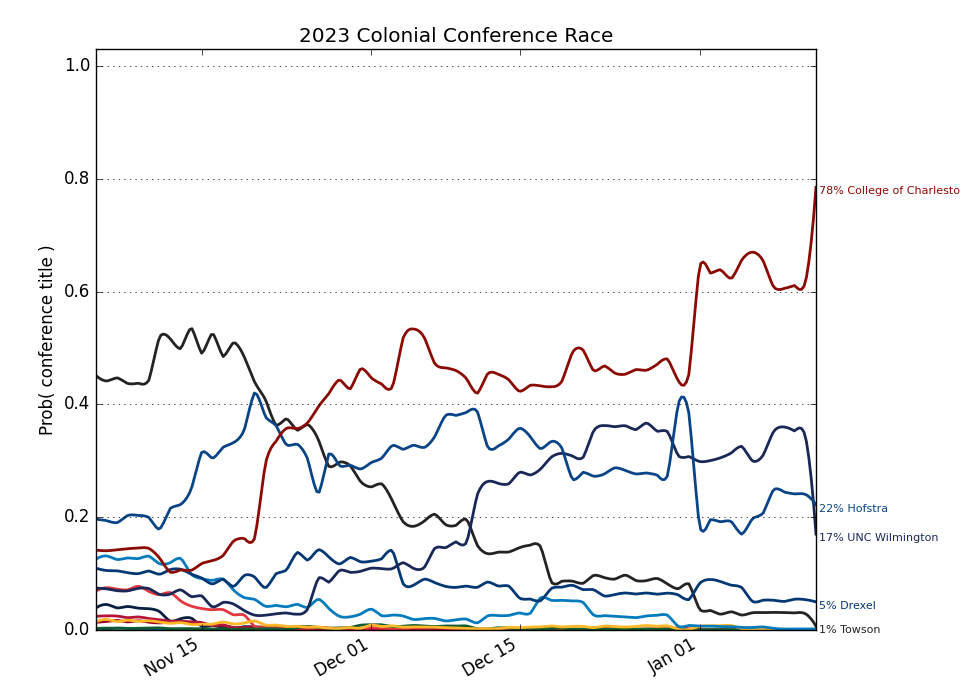 2023 Colonial Conference Race
Prob( conference title )
1.0
0.8
0.6
0.4
0.2
0.0
Nov 15
Dec 01
Dec 15
Jan 01
78% College of Charlesto
22% Hofstra
17% UNC Wilmington
5% Drexel
1% Towson